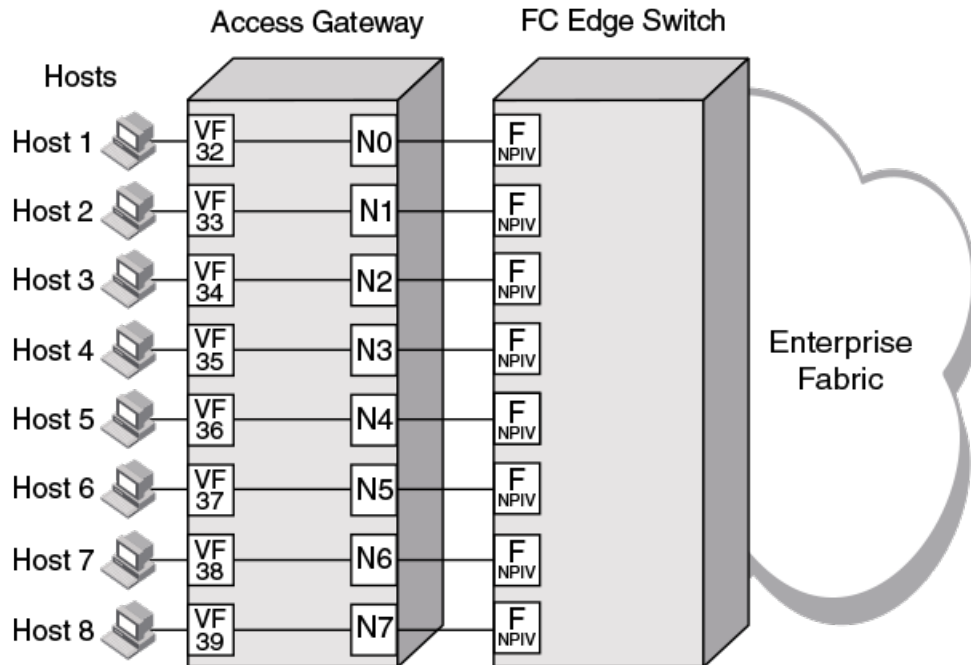 Access Gateway
FC Edge Switch
Hosts
Host 1
VF
32
N0
F
NPIV
Host 2
VF
33
N1
F
NPIV
Host 3
VF
34
N2
F
NPIV
Host 4
VF
35
N3
F
NPIV
Enterprise
Fabric
Host 5
VF
36
N4
F
NPIV
Host 6
VF
37
N5
F
NPIV
Host 7
VF
38
N6
F
NPIV
Host 8
VF
39
N7
F
NPIV